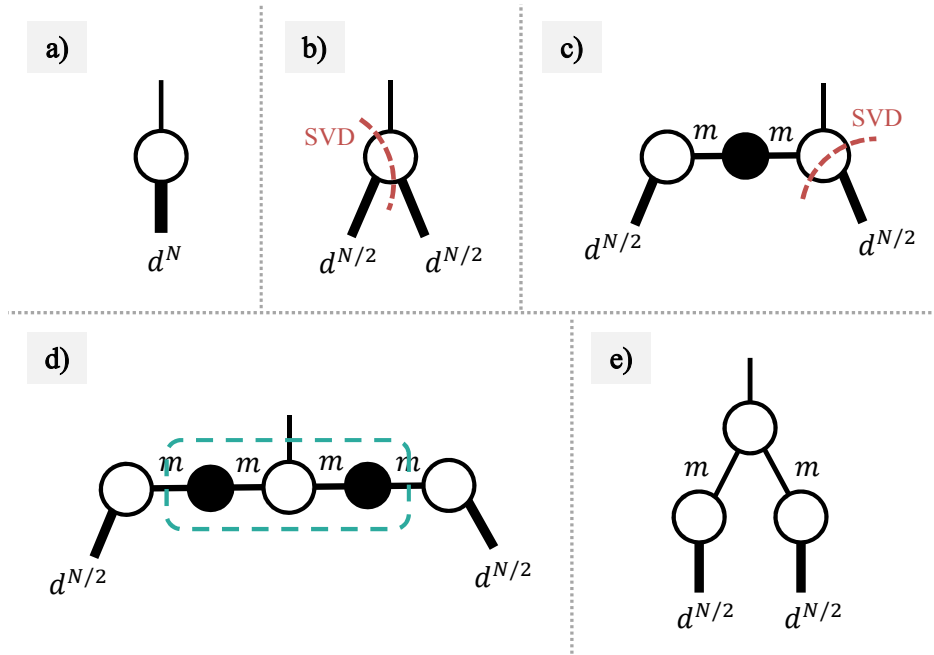 a)
d^N
b)
SVD
d^{N/2} d^{N/2}
c)
SVD
m m
d^{N/2} d^{N/2}
d)
m m m m
d^{N/2} d^{N/2}
e)
m m
d^{N/2} d^{N/2}